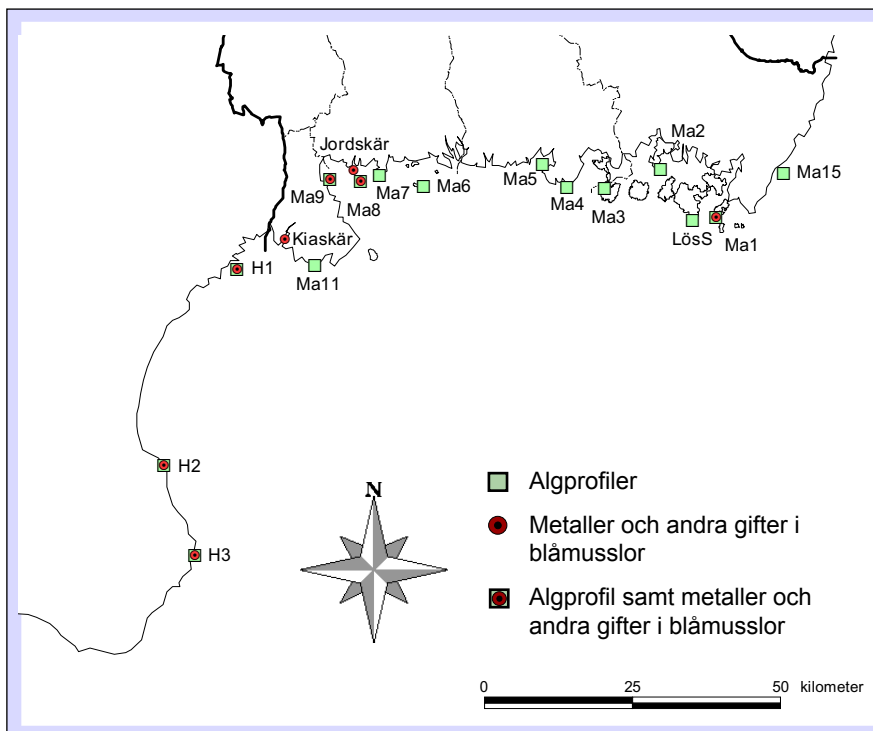 Jordskär
Ma2
Ma15
Ma5
Ma9
Ma7
Ma6
Ma8
Ma4
Ma3
Kiaskär
LösS
Ma1
H1
Ma11
H2
H3
N
Algprofiler
Metaller och andra gifter i
blåmusslor
Algprofil samt metaller och
andra gifter i blåmusslor
0 25 50 kilometer